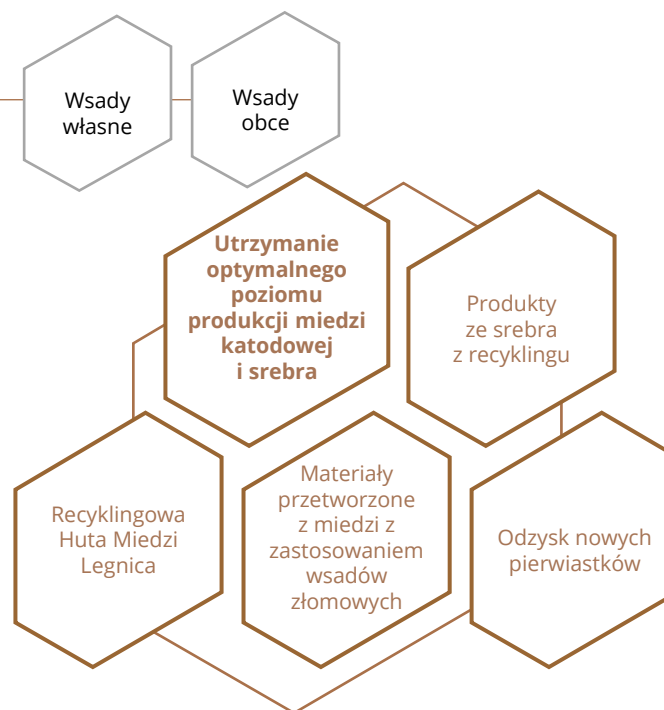 Wsady
własne
Wsady
obce
Utrzymanie
optymalnego
poziomu
produkcji miedzi
katodowej
i srebra
Produkty
ze srebra
z recyklingu
Recyklingowa
Huta Miedzi
Legnica
Materiały
przetworzone
z miedzi z
zastosowaniem
wsadów
złomowych
Odzysk nowych
pierwiastków